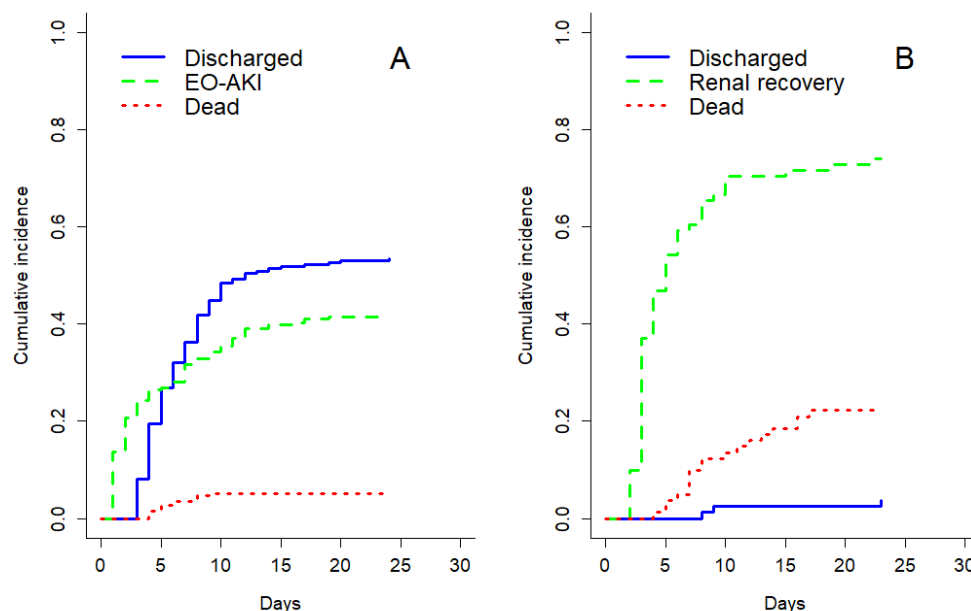 A
Discharged
EO-AKI
Dead
Cumulative incidence
0.0 0.2 0.4 0.6 0.8 1.0
0 5 10 15 20 25 30
Days
B
Discharged
Renal recovery
Dead
Cumulative incidence
0.0 0.2 0.4 0.6 0.8 1.0
0 5 10 15 20 25 30
Days